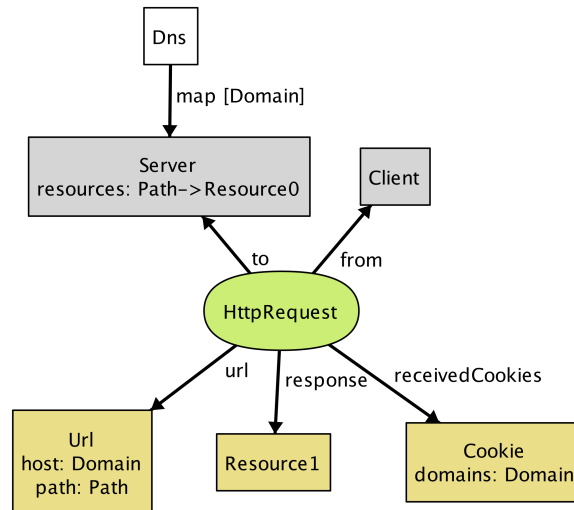 Dns
map [Domain]
Server
resources: Path->Resource0
Client
to
from
HttpRequest
url
response
receivedCookies
Url
host: Domain
path: Path
Resource1
Cookie
domains: Domain